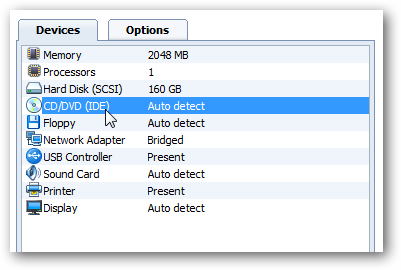 Devices Options
Memory 2048 MB
Processors 1
Hard Disk (SCSI) 160 GB
CD/DVD (IDE) Auto detect
Floppy Auto detect
Network Adapter Bridged
USB Controller Present
Sound Card Auto detect
Printer Present
Display Auto detect